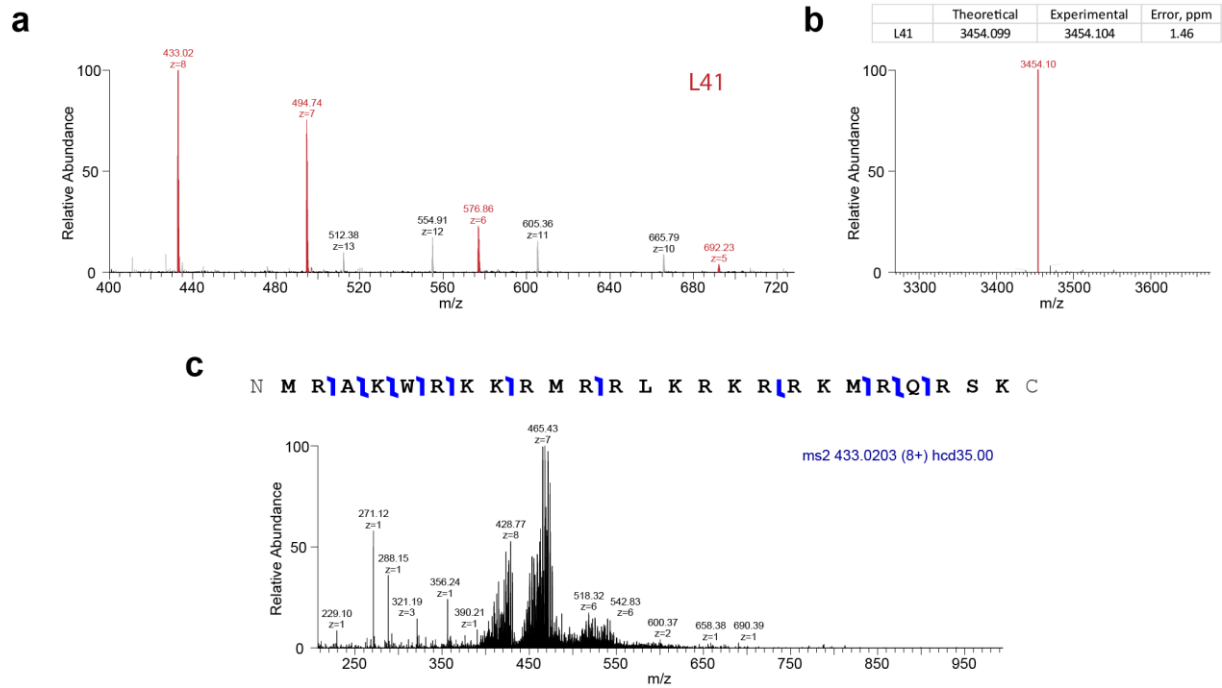 a
433.02
z=8
494.74
z=7
L41
512.38
z=13
554.91
z=12
576.86
z=6
605.36
z=11
665.79
z=10
692.23
z=5
100
50
0
Relative Abundance
400 440 480 520 560 600 640 680 720
m/z
b
Theoretical Experimental Error, ppm
L41 3454.099 3454.104 1.46
3454.10
100
50
0
Relative Abundance
3300 3400 3500 3600
m/z
c
N M R A K W R K K R M R R L K R K R R K M R Q R S K C
465.43
z=7
ms2 433.0203 (8+) hcd35.00
271.12
z=1
288.15
z=1
428.77
z=8
229.10
z=1
321.19
z=3
356.24
z=1
390.21
z=1
518.32
z=6
542.83
z=6
600.37
z=2
658.38
z=1
690.39
z=1
100
50
0
Relative Abundance
250 350 450 550 650 750 850 950
m/z